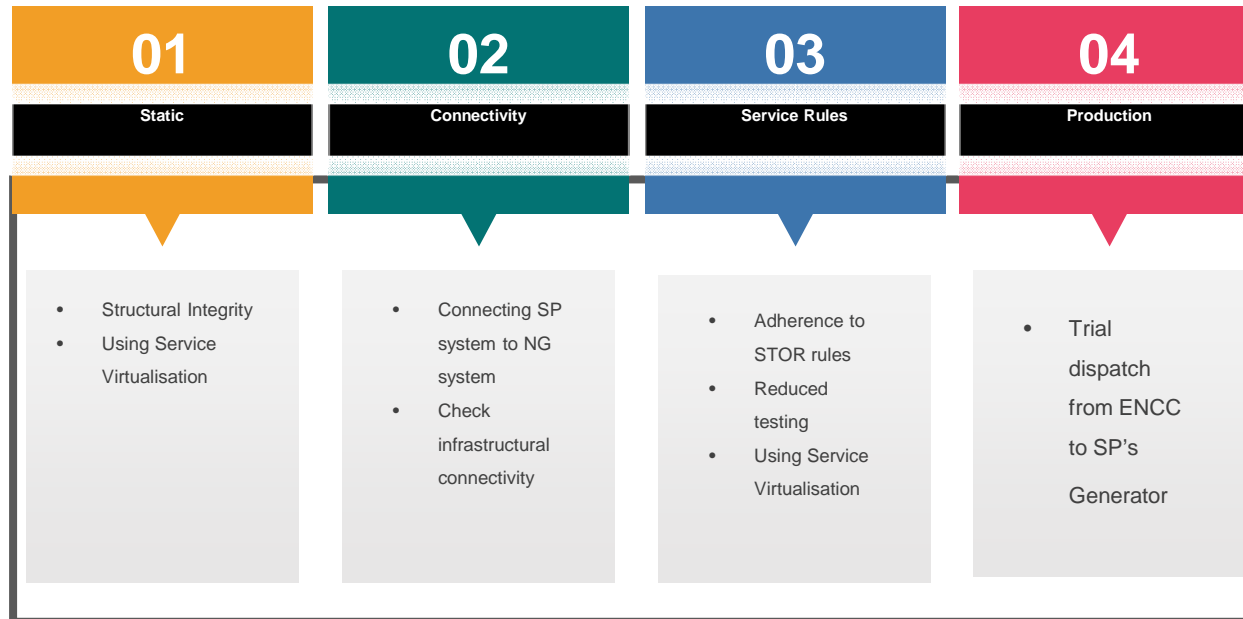 01
Static
• Structural Integrity
• Using Service
Virtualisation
02
Connectivity
• Connecting SP
system to NG
system
• Check
infrastructural
connectivity
03
Service Rules
• Adherence to
STOR rules
• Reduced
testing
• Using Service
Virtualisation
04
Production
• Trial
dispatch
from ENCC
to SP's
Generator